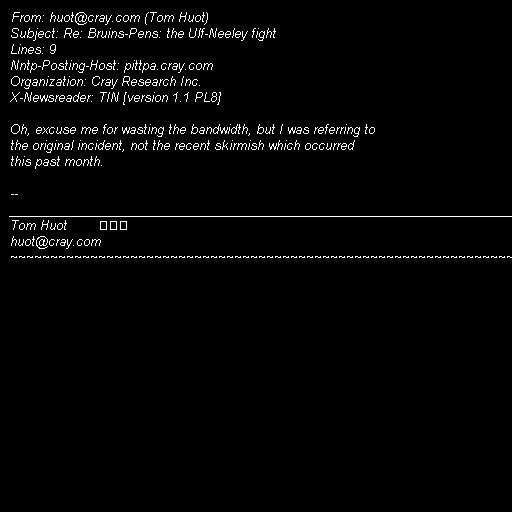 From: huot@cray.com (Tom Huot)
Subject: Re: Bruins-Pens: the Ulf-Neeley fight
Lines: 9
Nntp-Posting-Host: pittpa.cray.com
Organization: Cray Research Inc.
X-Newsreader: TIN [version 1.1 PL8]

Oh, excuse me for wasting the bandwidth, but I was referring to
the original incident, not the recent skirmish which occurred
this past month.

--
_____________________________________________________________
Tom Huot
huot@cray.com
~~~~~~~~~~~~~~~~~~~~~~~~~~~~~~~~~~~~~~~~~~~~~~~~~~~~~~~~~~~~~~